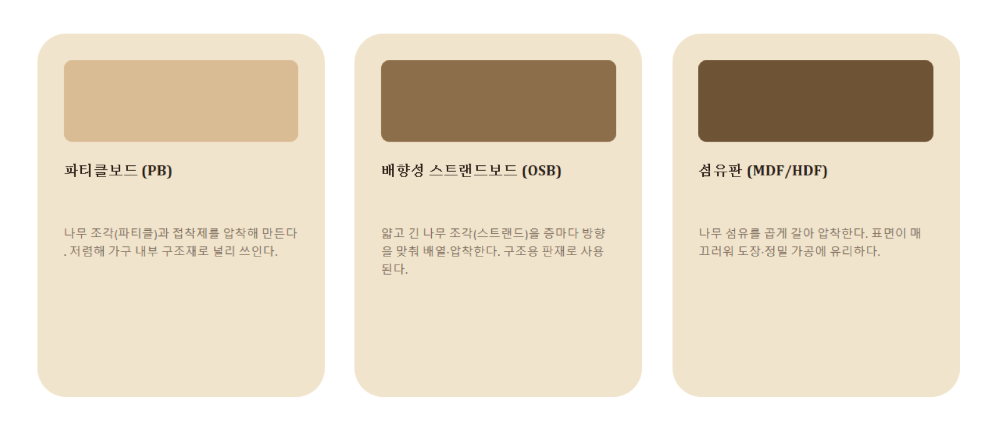 파티클보드 (PB)
나무 조각(파티클)과 접착제를 압착해 만든다
. 저렴해 가구 내부 구조재로 널리 쓰인다.
배향성 스트랜드보드 (OSB)
얇고 긴 나무 조각(스트랜드)을 층마다 방향
을 맞춰 배열·압착한다. 구조용 판재로 사용
된다.
섬유판 (MDF/HDF)
나무 섬유를 곱게 갈아 압착한다. 표면이 매
끄러워 도장·정밀 가공에 유리하다.